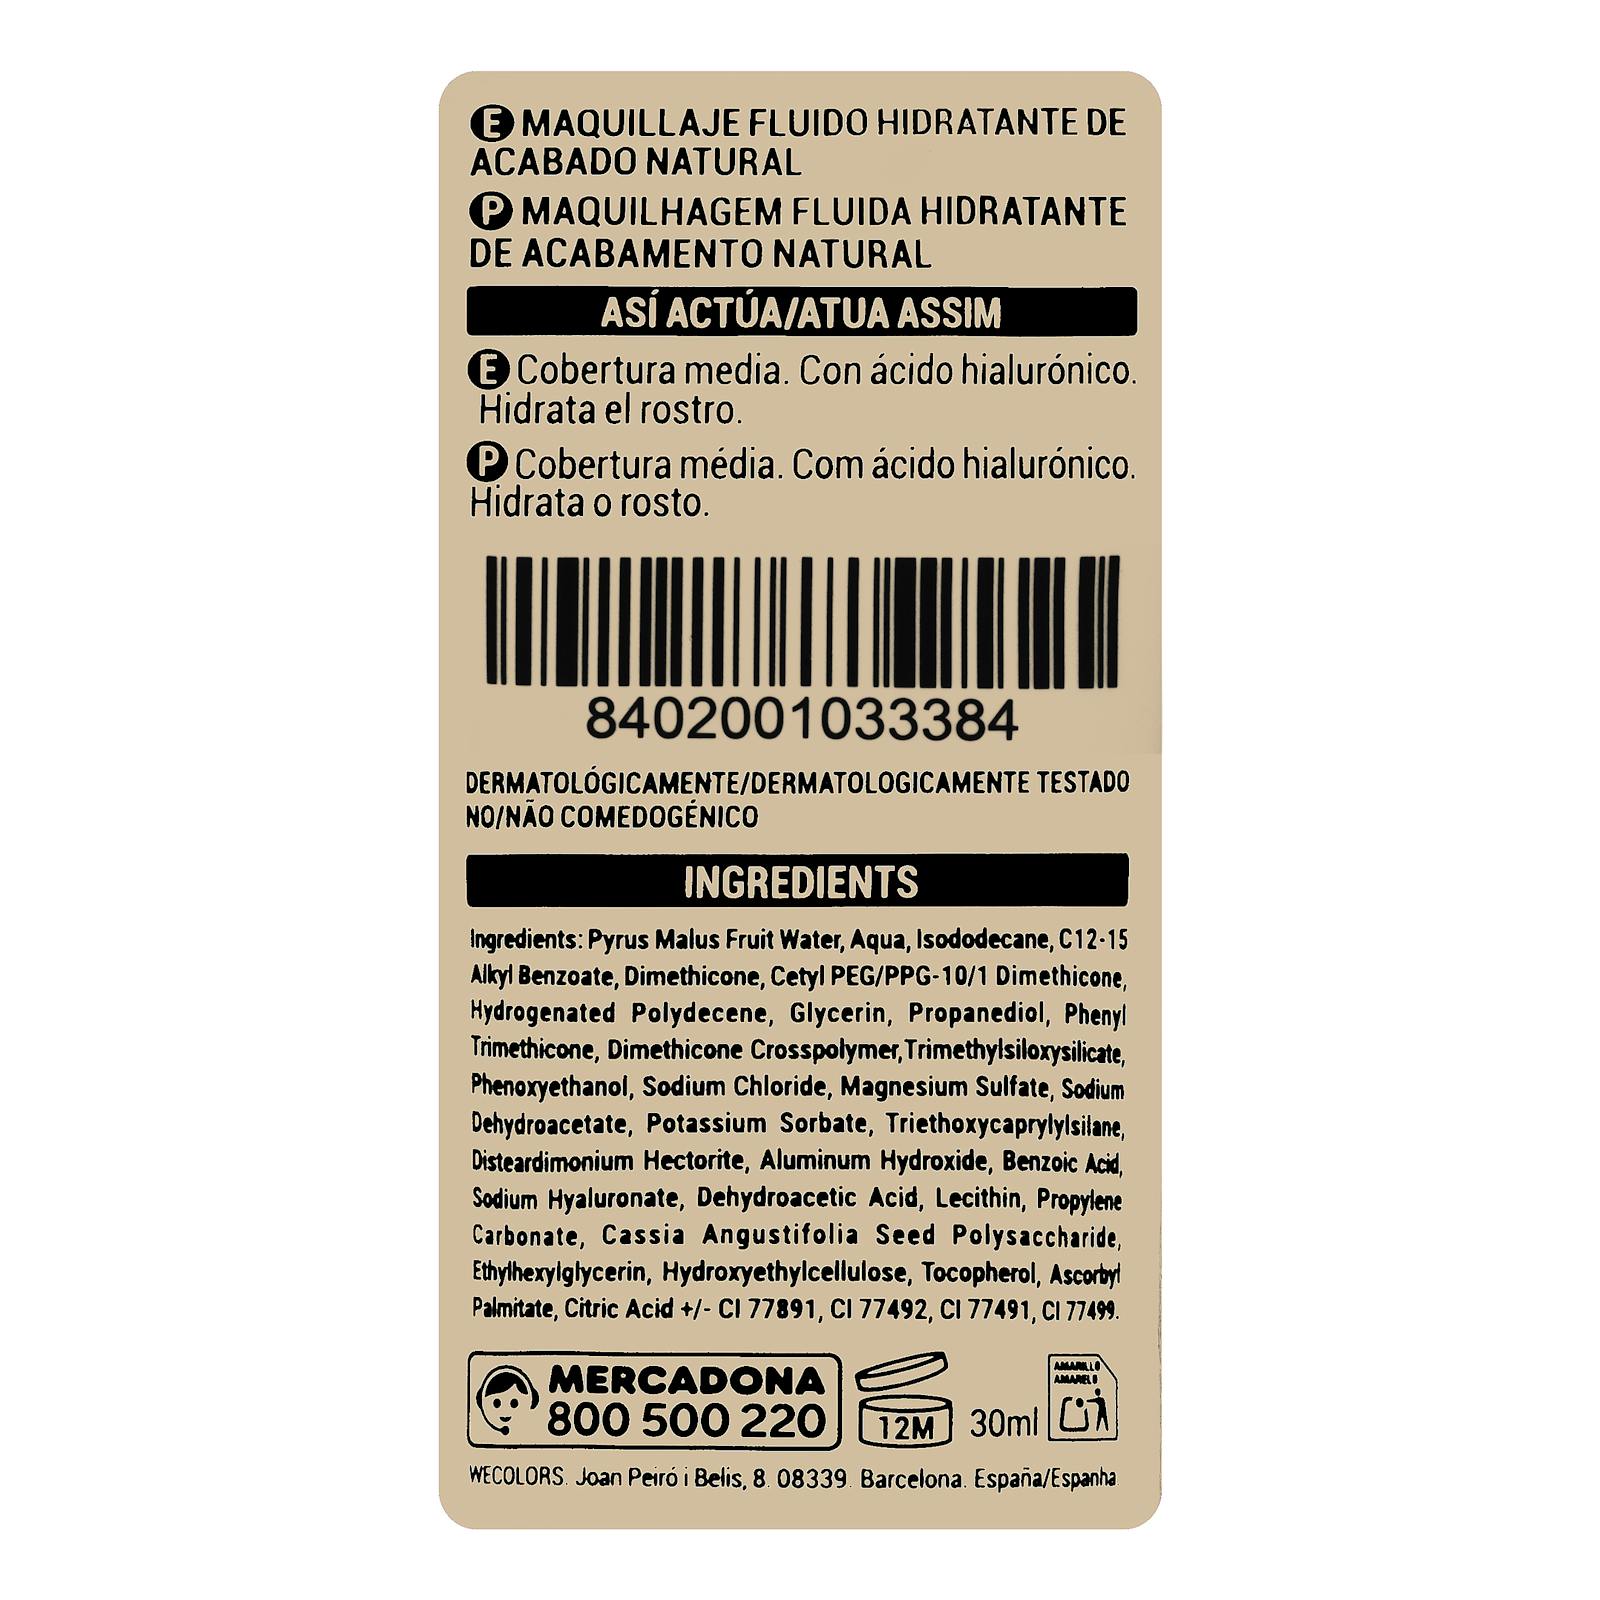 E MAQUILLAJE FLUIDO HIDRATANTE DE
ACABADO NATURAL
P MAQUILHAGEM FLUIDA HIDRATANTE
DE ACABAMENTO NATURAL
ASÍ ACTÚA/ATUA ASSIM
E Cobertura media. Con ácido hialurónico.
Hidrata el rostro.
P Cobertura média. Com ácido hialurónico.
Hidrata o rosto.
8402001033384
DERMATOLÓGICAMENTE/DERMATOLOGICAMENTE TESTADO
NO/NÃO COMEDOGÉNICO
INGREDIENTS
Ingredients: Pyrus Malus Fruit Water, Aqua, Isododecane, C12-15
Alkyl Benzoate, Dimethicone, Cetyl PEG/PPG-10/1 Dimethicone,
Hydrogenated Polydecene, Glycerin, Propanediol, Phenyl
Trimethicone, Dimethicone Crosspolymer,Trimethylsiloxysilicate,
Phenoxyethanol, Sodium Chloride, Magnesium Sulfate, Sodium
Dehydroacetate, Potassium Sorbate, Triethoxycaprylylsilane,
Disteardimonium Hectorite, Aluminum Hydroxide, Benzoic Acid,
Sodium Hyaluronate, Dehydroacetic Acid, Lecithin, Propylene
Carbonate, Cassia Angustifolia Seed Polysaccharide,
Ethylhexylglycerin, Hydroxyethylcellulose, Tocopherol, Ascorbyl
Palmitate, Citric Acid +/- CI 77891, CI 77492, CI 77491, CI 77499.
MERCADONA
800 500 220
12M
30ml
AMARILLO
AMARELO
WECOLORS. Joan Peiró i Belis, 8. 08339. Barcelona. España/Espanha